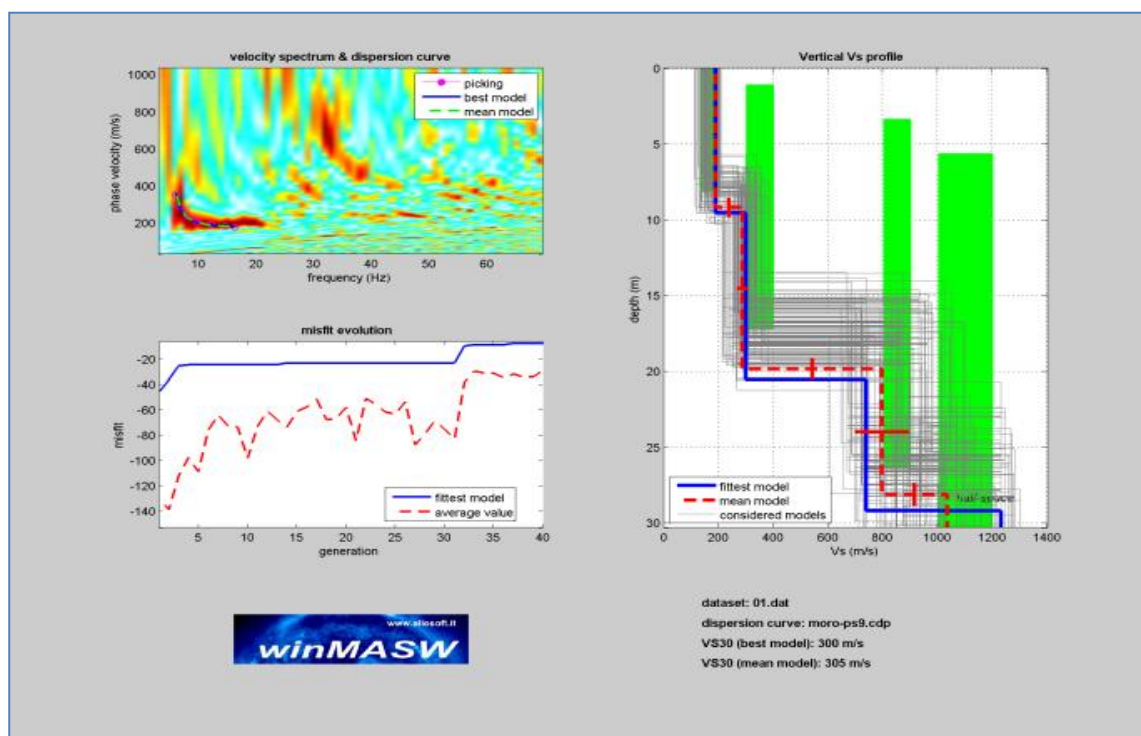 velocity spectrum & dispersion curve
1000
800
600
400
200
phase velocity (m/s)
picking
best model
mean model
10
20
30
40
50
60
frequency (Hz)
misfit evolution
-20
-40
-60
-80
-100
-120
-140
misfit
fittest model
average value
5
10
15
20
25
30
35
40
generation
Vertical Vs profile
0
5
10
15
20
25
30
depth (m)
fittest model
mean model
considered models
half-space
0
200
400
600
800
1000
1200
1400
Vs (m/s)
www.eliosoft.it
winMASW
dataset: 01.dat
dispersion curve: moro-ps9.cdp
VS30 (best model): 300 m/s
VS30 (mean model): 305 m/s